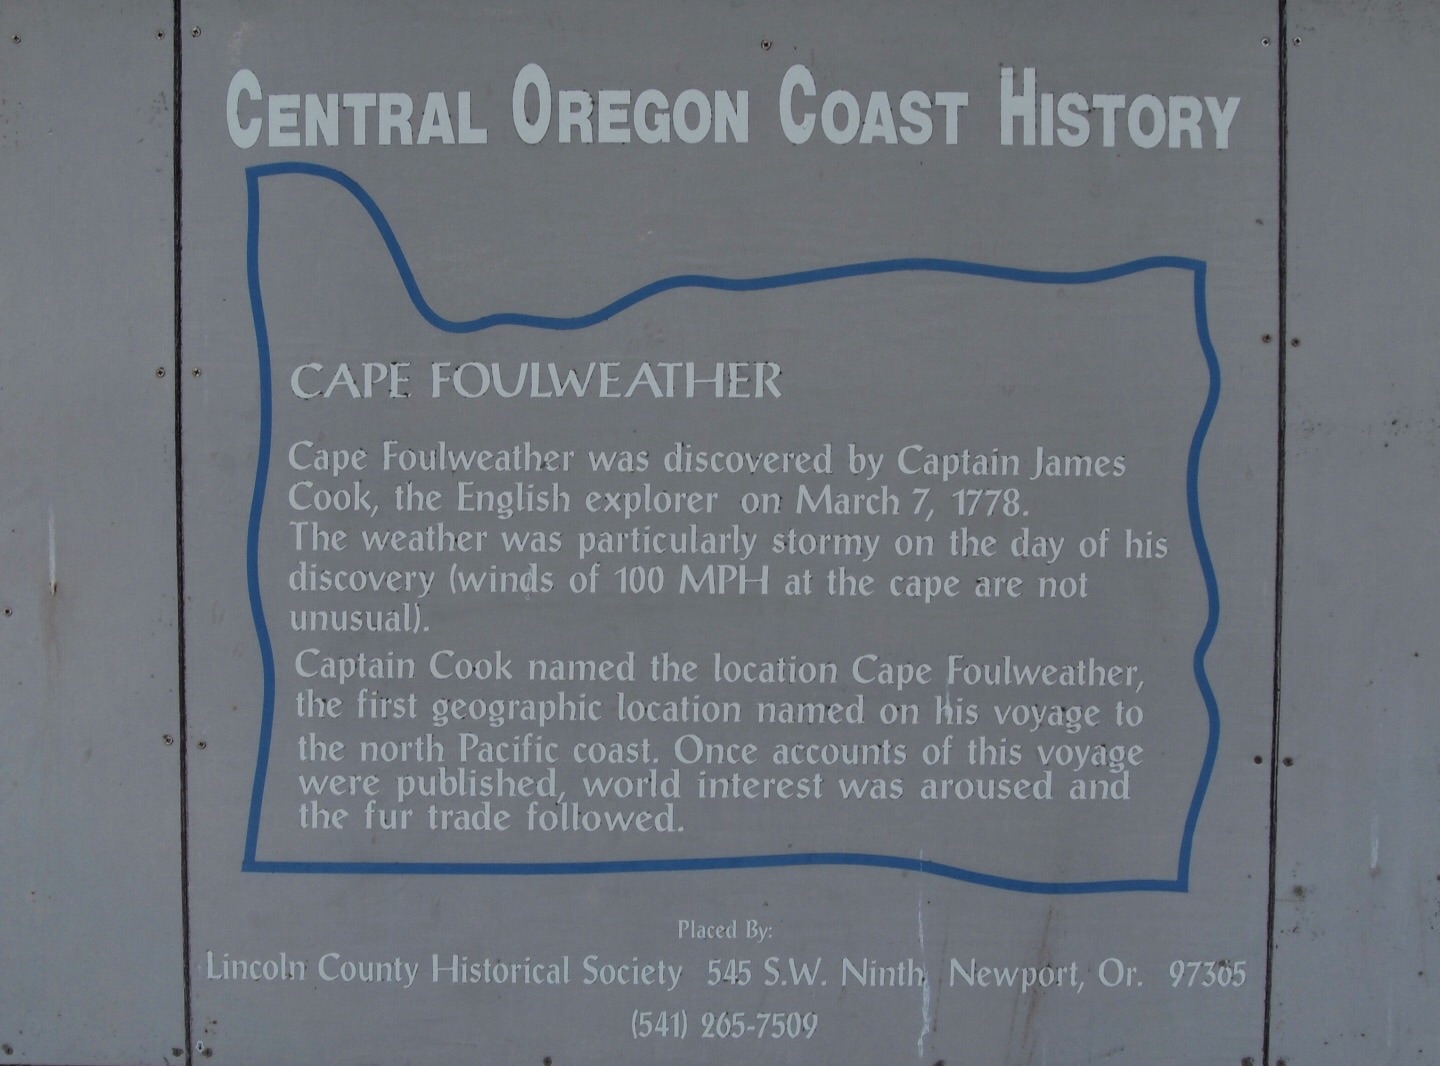 CENTRAL OREGON COAST HISTORY
CAPE FOULWEATHER
Cape Foulweather was discovered by Captain James
Cook, the English explorer on March 7, 1778.
The weather was particularly stormy on the day of his
discovery (winds of 100 MPH at the cape are not
unusual).
Captain Cook named the location Cape Foulweather,
the first geographic location named on his voyage to
the north Pacific coast. Once accounts of this voyage
were published, world interest was aroused and
the fur trade followed.
Placed By:
Lincoln County Historical Society 545 S.W. Ninth, Newport, Or. 97365
(541) 265-7509